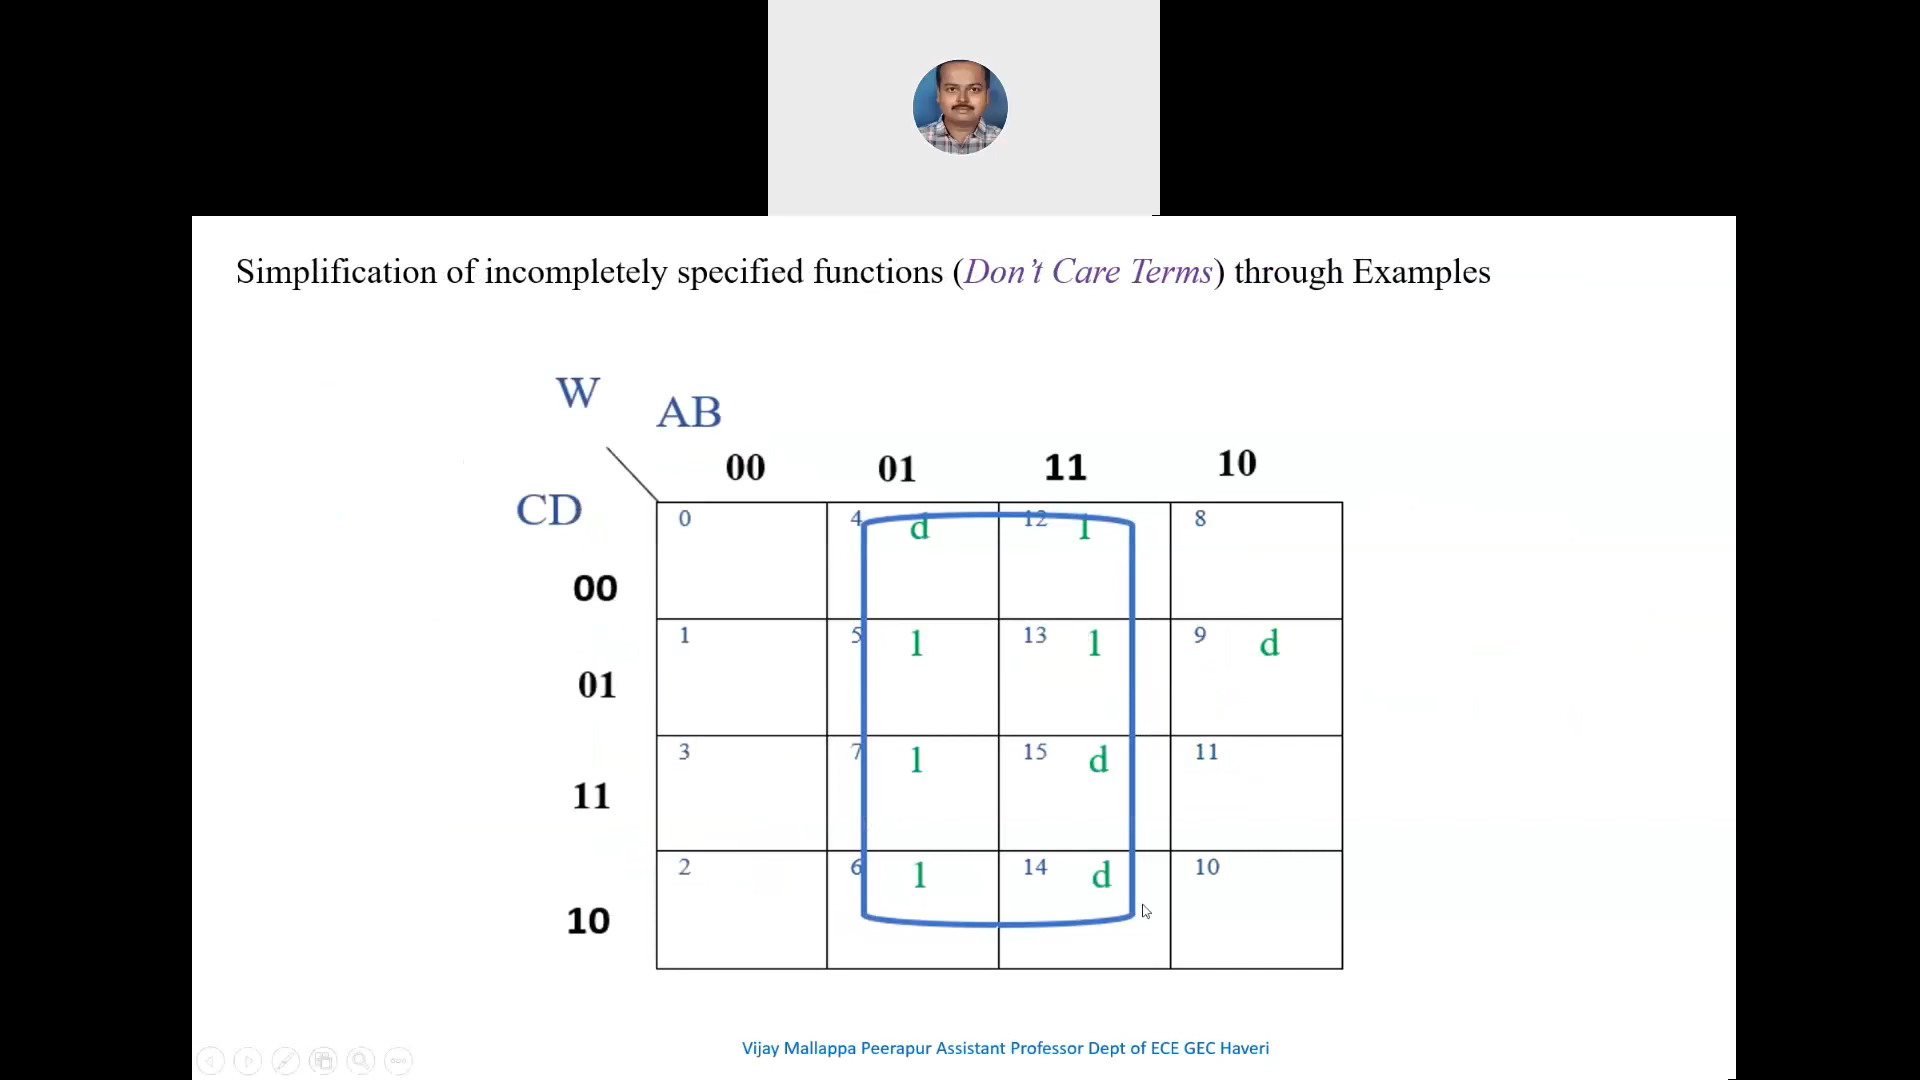 Simplification of incompletely specified functions (Don't Care Terms) through Examples
W
AB
00 01 11 10
CD
0 4 d 12 1 8
00
1 5 1 13 1 9 d
01
3 7 1 15 d 11
11
2 6 1 14 d 10
10
Vijay Mallappa Peerapur Assistant Professor Dept of ECE GEC Haveri